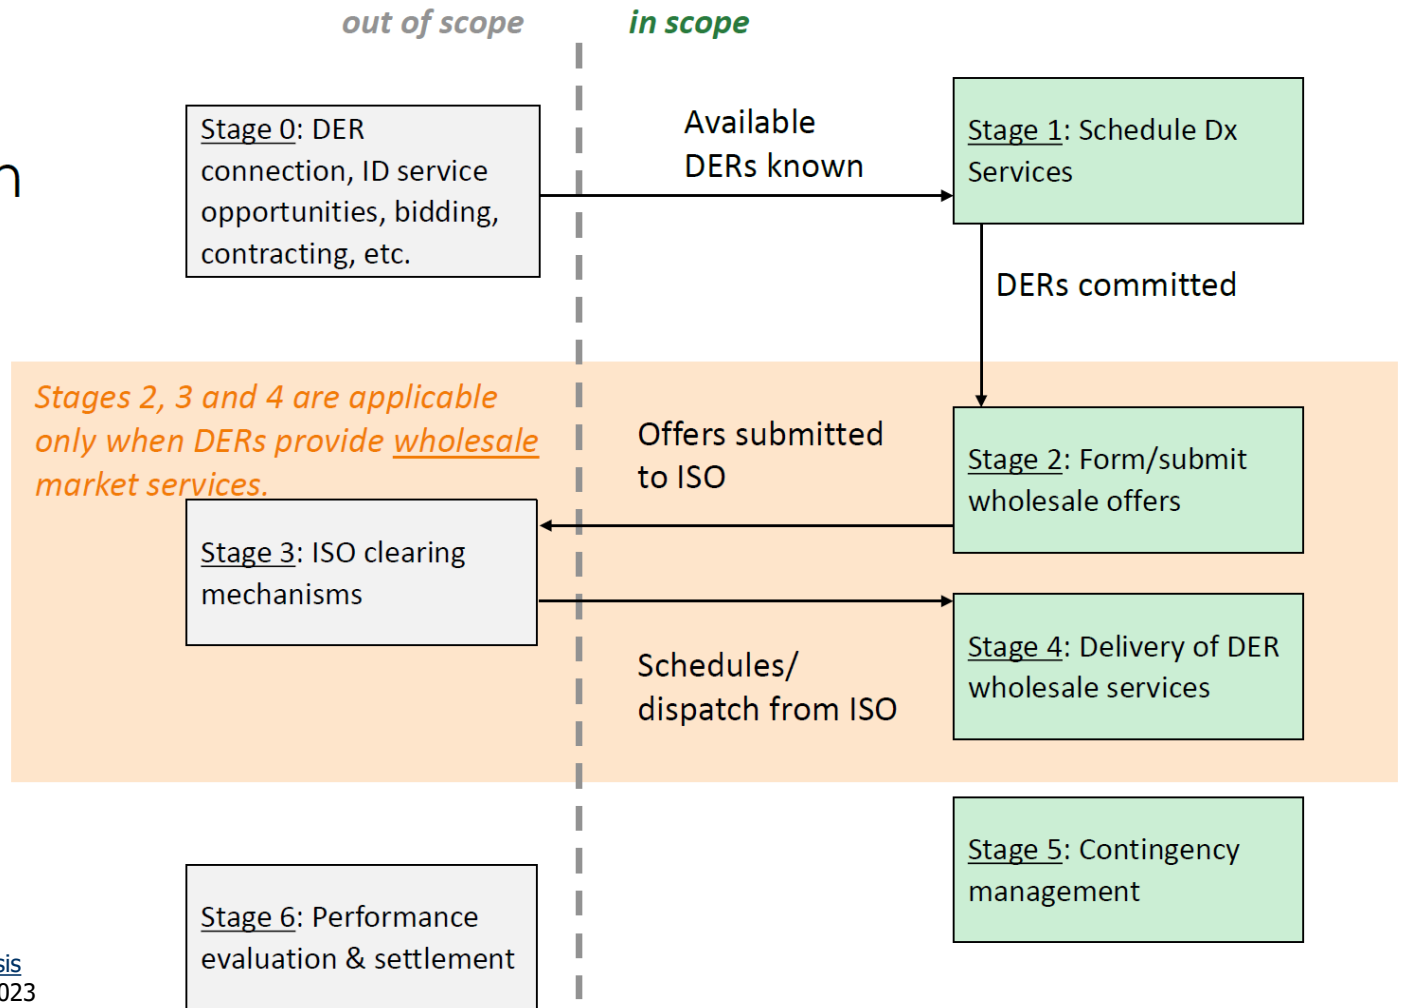 out of scope
in scope
n
Stage 0: DER
connection, ID service
opportunities, bidding,
contracting, etc.
Available
DERs known
Stage 1: Schedule Dx
Services
DERs committed
Stages 2, 3 and 4 are applicable
only when DERs provide wholesale
market services.
Offers submitted
to ISO
Stage 2: Form/submit
wholesale offers
Stage 3: ISO clearing
mechanisms
Schedules/
dispatch from ISO
Stage 4: Delivery of DER
wholesale services
Stage 5: Contingency
management
Stage 6: Performance
evaluation & settlement
sis
023